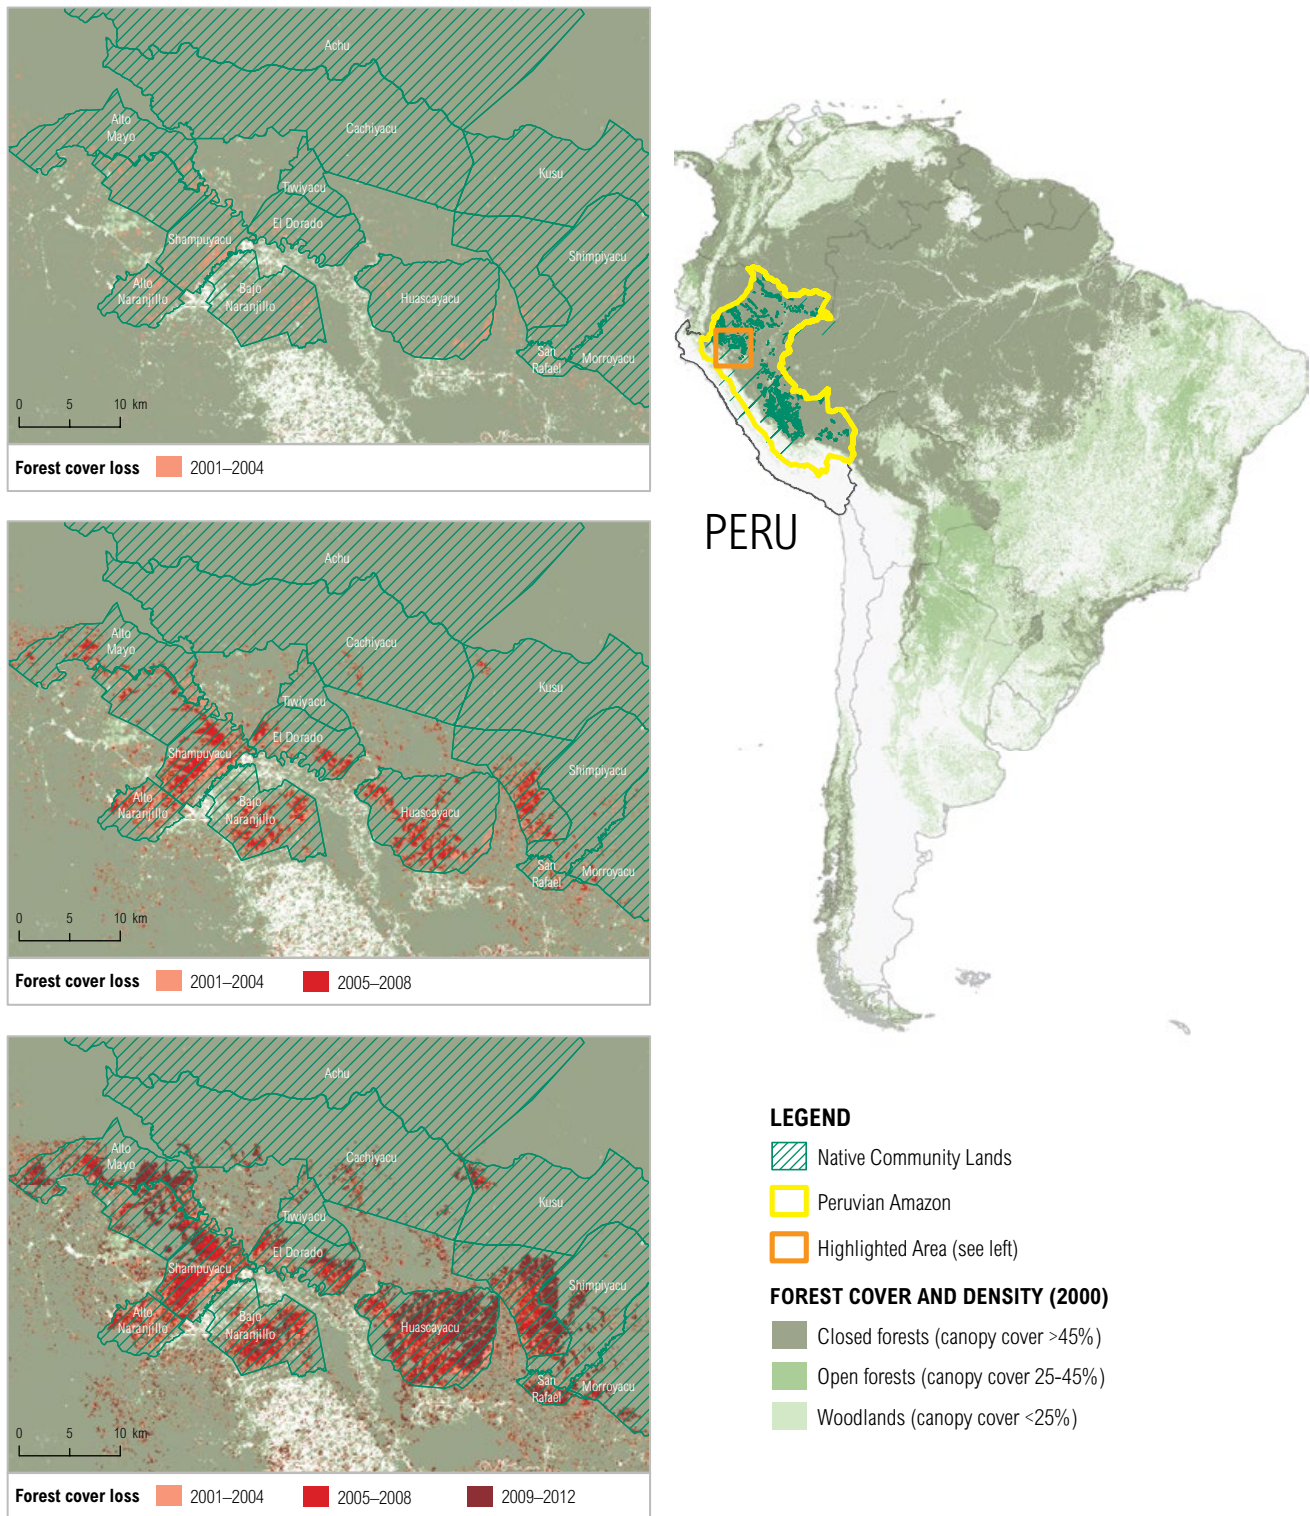 Achu
Alto
Mayo
Cachiyacu
Kusu
Tiwiyacu
El Dorado
Shampuyacu
Shimpiyacu
Alto
Naranjillo
Bajo
Naranjillo
Huascayacu
San
Rafael
Morroyacu
0 5 10 km
Forest cover loss 2001–2004
Achu
Alto
Mayo
Cachiyacu
Kusu
Tiwiyacu
El Dorado
Shampuyacu
Shimpiyacu
Alto
Naranjillo
Bajo
Naranjillo
Huascayacu
San
Rafael
Morroyacu
0 5 10 km
Forest cover loss 2001–2004 2005–2008
Achu
Alto
Mayo
Cachiyacu
Kusu
Tiwiyacu
El Dorado
Shampuyacu
Shimpiyacu
Alto
Naranjillo
Bajo
Naranjillo
Huascayacu
San
Rafael
Morroyacu
0 5 10 km
Forest cover loss 2001–2004 2005–2008 2009–2012
PERU
LEGEND
Native Community Lands
Peruvian Amazon
Highlighted Area (see left)
FOREST COVER AND DENSITY (2000)
Closed forests (canopy cover >45%)
Open forests (canopy cover 25-45%)
Woodlands (canopy cover <25%)